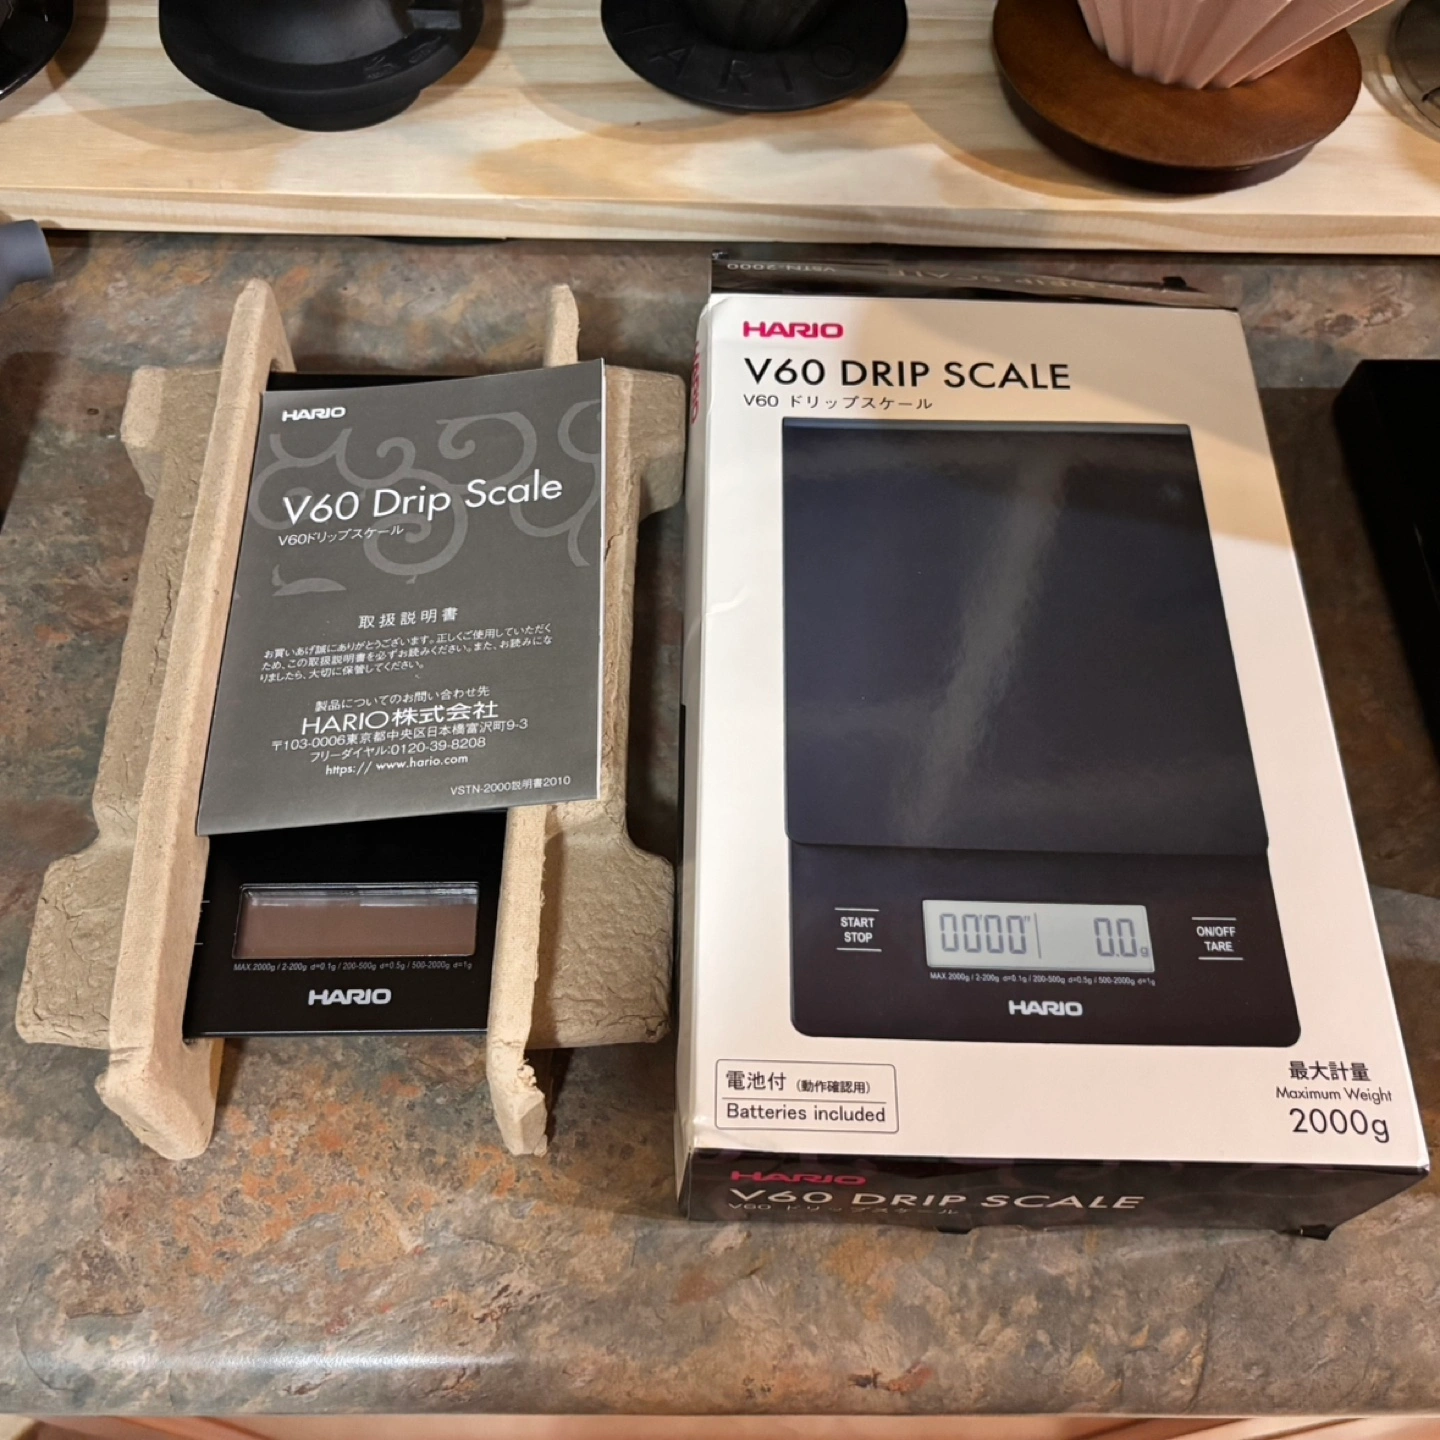 HARIO
HARIO
V60 Drip Scale
V60ドリップスケール
取扱説明書
お買いあげ誠にありがとうございます。正しくご使用していただく
ため、この取扱説明書を必ずお読みください。また、お読みにな
りましたら、大切に保管してください。
製品についてのお問い合わせ先
HARIO株式会社
〒103-0006東京都中央区日本橋富沢町9-3
フリーダイヤル:0120-39-8208
https:// www.hario.com
VSTN-2000説明書2010
MAX 2000g / 2-200g d=0.1g / 200-500g d=0.5g / 500-2000g d=1g
HARIO
VSTN-2000
HARIO
V60 DRIP SCALE
V60 ドリップスケール
START
STOP
00'00" 0.0g
ON/OFF
TARE
MAX 2000g / 2-200g d=0.1g / 200-500g d=0.5g / 500-2000g d=1g
HARIO
電池付 (動作確認用)
Batteries included
最大計量
Maximum Weight
2000g
HARIO
V60 DRIP SCALE
V60 ドリップスケール